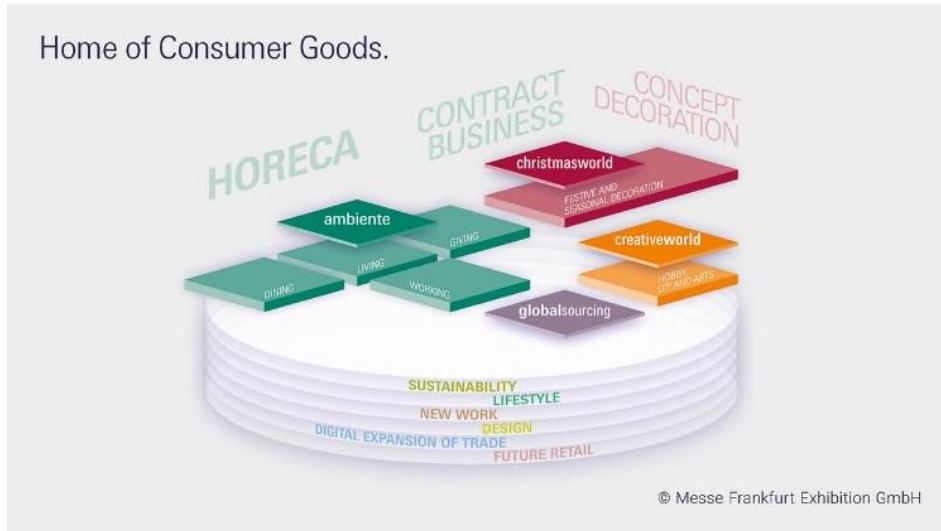 Home of Consumer Goods.
HORECA
CONTRACT
BUSINESS
CONCEPT
DECORATION
christmasworld
FESTIVE AND
SEASONAL DECORATION
ambiente
GIVING
LIVING
DINING
WORKING
creativeworld
HOBBY,
DIY AND ARTS
globalsourcing
SUSTAINABILITY
LIFESTYLE
NEW WORK
DESIGN
DIGITAL EXPANSION OF TRADE
FUTURE RETAIL
© Messe Frankfurt Exhibition GmbH